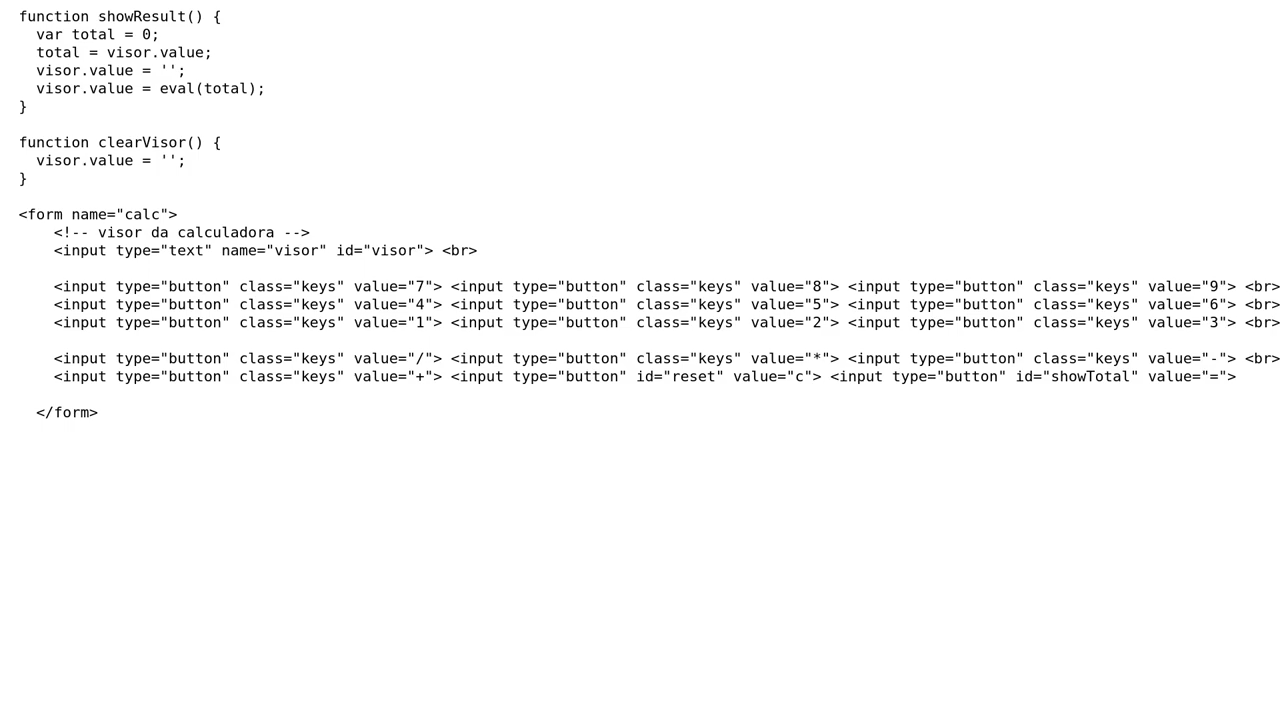 function showResult() {
  var total = 0;
  total = visor.value;
  visor.value = '';
  visor.value = eval(total);
}

function clearVisor() {
  visor.value = '';
}

<form name="calc">
    <!-- visor da calculadora -->
    <input type="text" name="visor" id="visor"> <br>

    <input type="button" class="keys" value="7"> <input type="button" class="keys" value="8"> <input type="button" class="keys" value="9"> <br>
    <input type="button" class="keys" value="4"> <input type="button" class="keys" value="5"> <input type="button" class="keys" value="6"> <br>
    <input type="button" class="keys" value="1"> <input type="button" class="keys" value="2"> <input type="button" class="keys" value="3"> <br>

    <input type="button" class="keys" value="/"> <input type="button" class="keys" value="*"> <input type="button" class="keys" value="-"> <br>
    <input type="button" class="keys" value="+"> <input type="button" id="reset" value="c"> <input type="button" id="showTotal" value="=">

  </form>